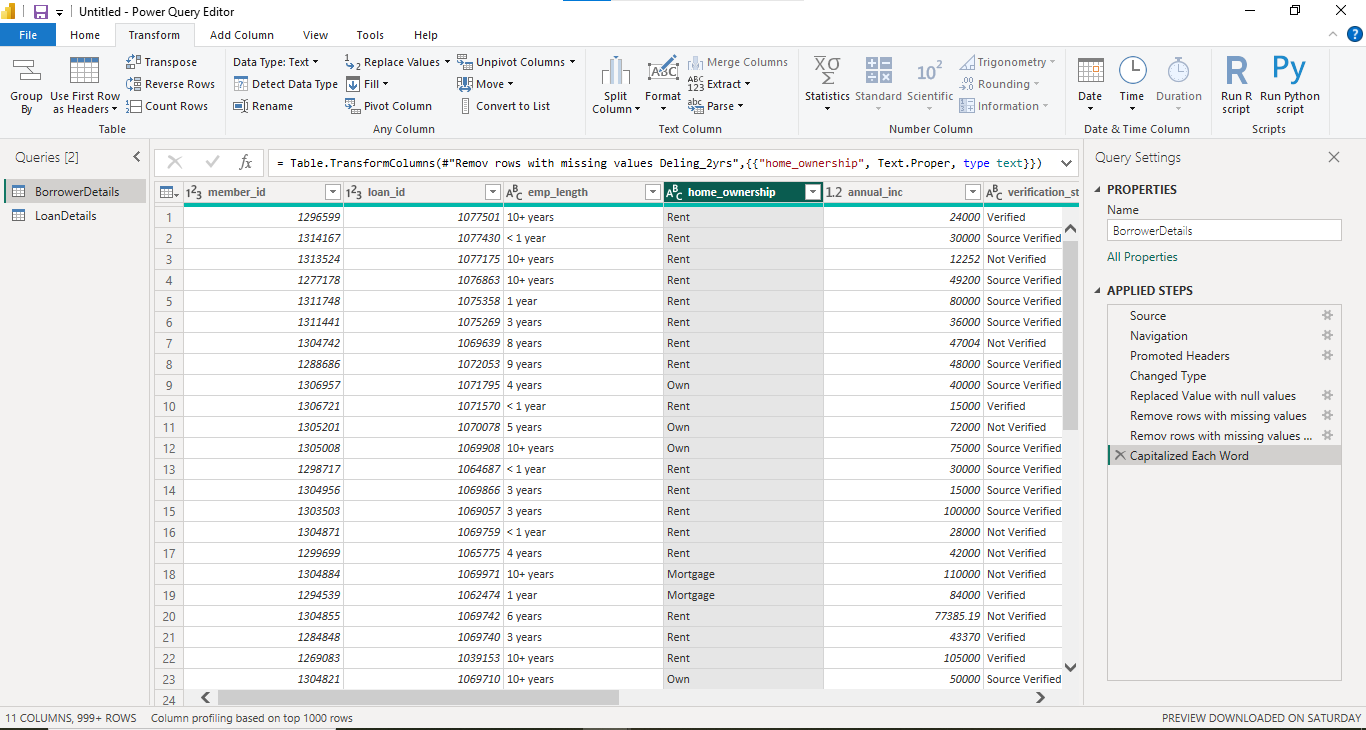 Untitled - Power Query Editor
File Home Transform Add Column View Tools Help
Group By
Use First Row as Headers
Transpose
Reverse Rows
Count Rows
Table
Data Type: Text
Detect Data Type
Rename
Replace Values
Fill
Pivot Column
Unpivot Columns
Move
Convert to List
Any Column
Split Column
Format
Merge Columns
Extract
Parse
Text Column
Statistics
Standard
Scientific
Trigonometry
Rounding
Information
Number Column
Date
Time
Duration
Date & Time Column
Run R script
Run Python script
Scripts
Queries [2]
BorrowerDetails
LoanDetails
= Table.TransformColumns(#"Remov rows with missing values Deling_2yrs",{{"home_ownership", Text.Proper, type text}})
member_id loan_id emp_length home_ownership annual_inc verification_st
1 1296599 1077501 10+ years Rent 24000 Verified
2 1314167 1077430 < 1 year Rent 30000 Source Verified
3 1313524 1077175 10+ years Rent 12252 Not Verified
4 1277178 1076863 10+ years Rent 49200 Source Verified
5 1311748 1075358 1 year Rent 80000 Source Verified
6 1311441 1075269 3 years Rent 36000 Source Verified
7 1304742 1069639 8 years Rent 47004 Not Verified
8 1288686 1072053 9 years Rent 48000 Source Verified
9 1306957 1071795 4 years Own 40000 Source Verified
10 1306721 1071570 < 1 year Rent 15000 Verified
11 1305201 1070078 5 years Own 72000 Not Verified
12 1305008 1069908 10+ years Own 75000 Source Verified
13 1298717 1064687 < 1 year Rent 30000 Source Verified
14 1304956 1069866 3 years Rent 15000 Source Verified
15 1303503 1069057 3 years Rent 100000 Source Verified
16 1304871 1069759 < 1 year Rent 28000 Not Verified
17 1299699 1065775 4 years Rent 42000 Not Verified
18 1304884 1069971 10+ years Mortgage 110000 Not Verified
19 1294539 1062474 1 year Mortgage 84000 Verified
20 1304855 1069742 6 years Rent 77385.19 Not Verified
21 1284848 1069740 3 years Rent 43370 Verified
22 1269083 1039153 10+ years Rent 105000 Verified
23 1304821 1069710 10+ years Own 50000 Source Verified
24
Query Settings
PROPERTIES
Name
BorrowerDetails
All Properties
APPLIED STEPS
Source
Navigation
Promoted Headers
Changed Type
Replaced Value with null values
Remove rows with missing values
Remov rows with missing values ...
Capitalized Each Word
11 COLUMNS, 999+ ROWS Column profiling based on top 1000 rows
PREVIEW DOWNLOADED ON SATURDAY